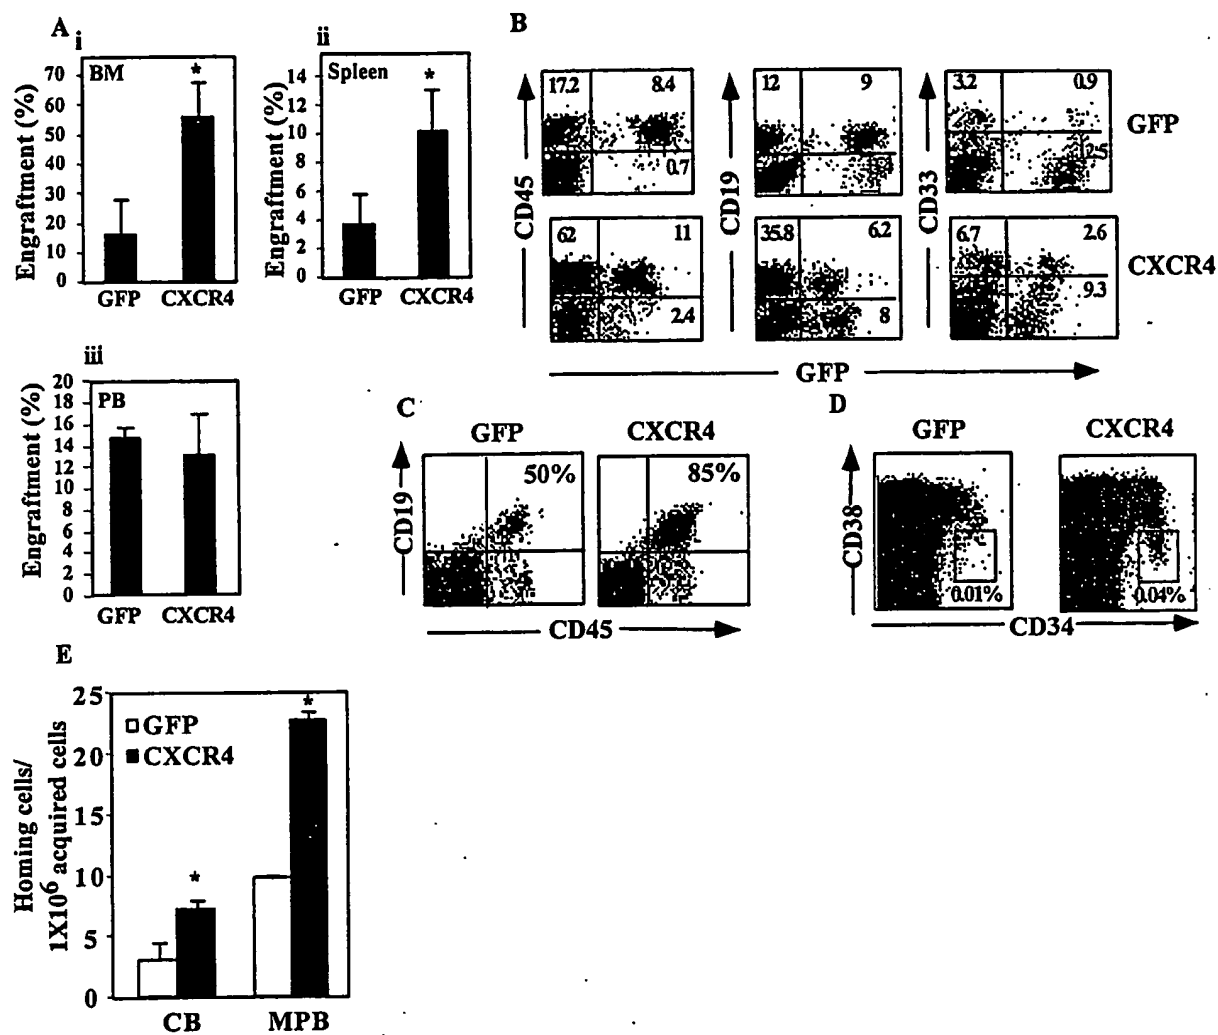 A
i
BM
*
Engraftment (%)
70
60
50
40
30
20
10
0
GFP CXCR4
ii
Spleen
*
Engraftment (%)
14
12
10
8
6
4
2
0
GFP CXCR4
iii
PB
Engraftment (%)
20
18
16
14
12
10
8
6
4
2
0
GFP CXCR4
B
CD45
17.2 8.4
0.7
CD19
12 9
CD33
3.2 0.9
GFP
62 11
2.4
35.8 6.2
8
6.7 2.6
9.3
CXCR4
GFP
C
GFP CXCR4
CD19
50% 85%
CD45
D
GFP CXCR4
CD38
0.01% 0.04%
CD34
E
Homing cells/
1X10⁶ acquired cells
25
20
15
10
5
0
GFP
CXCR4
*
*
CB MPB